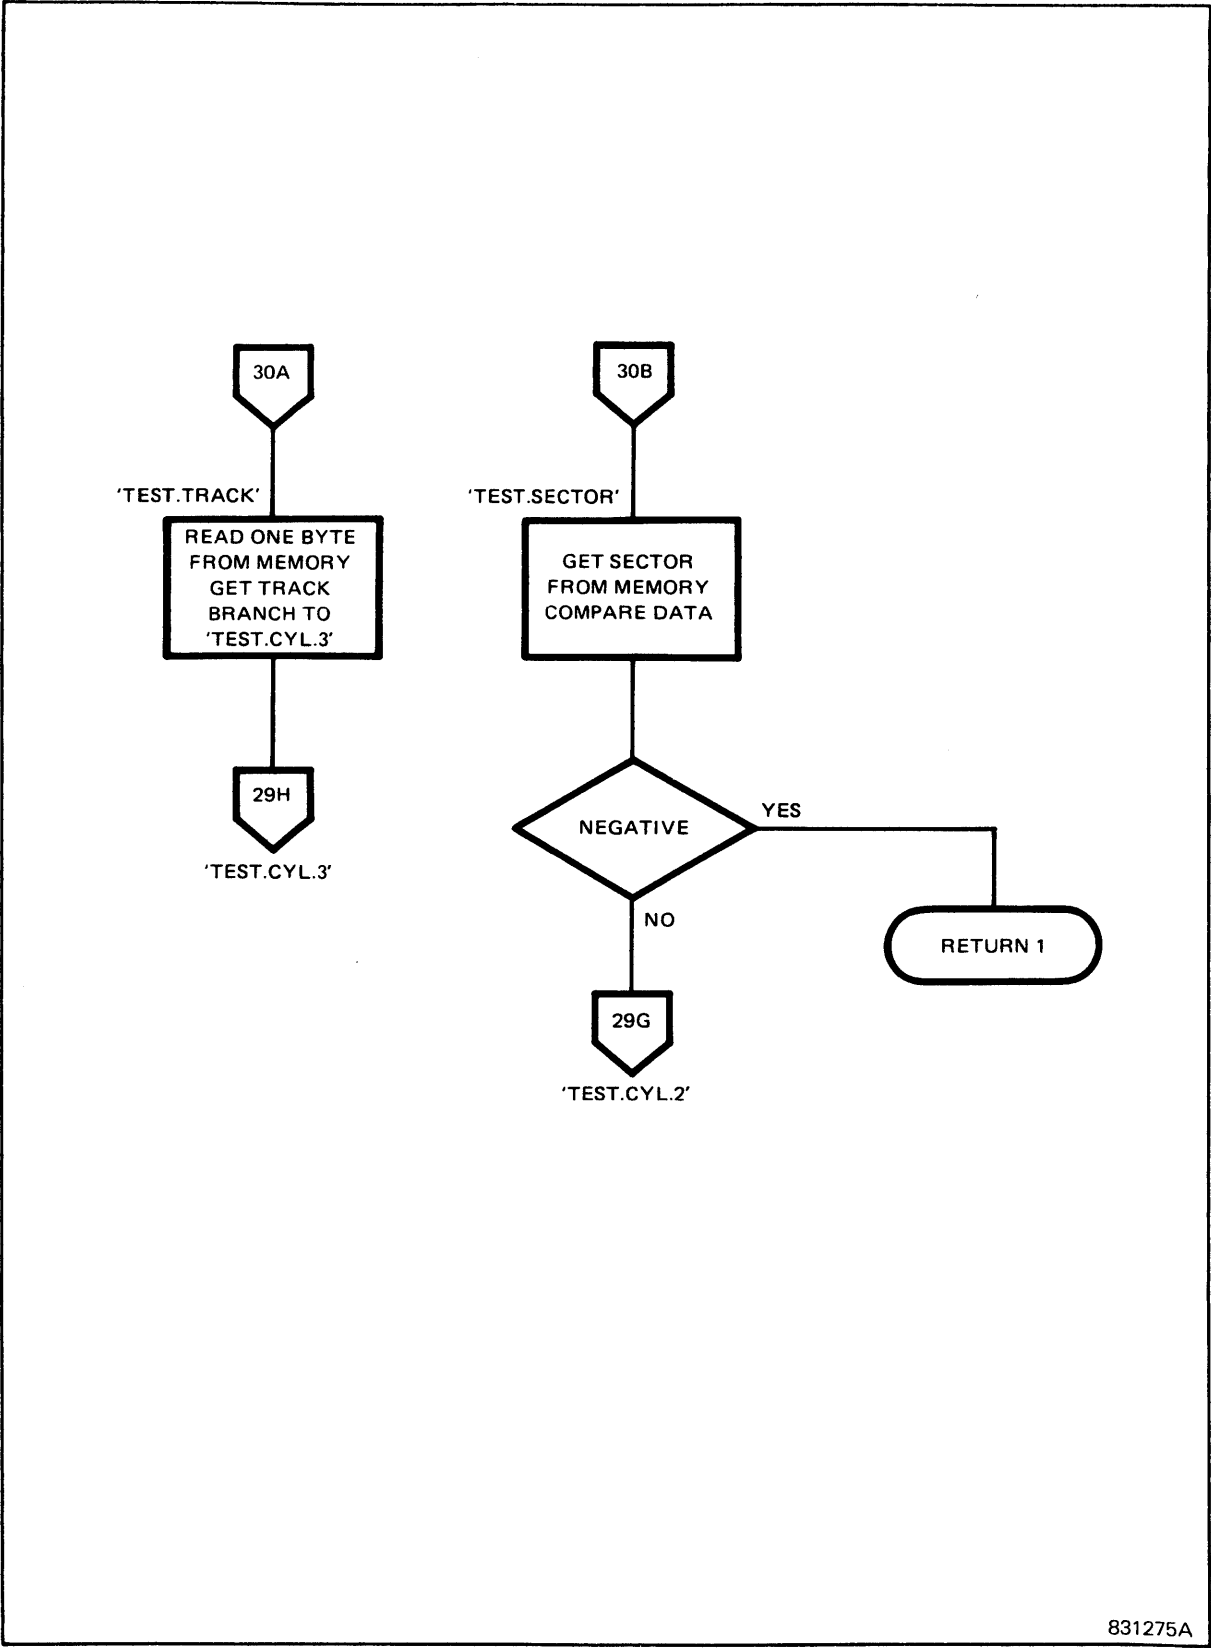 30A
'TEST.TRACK'
READ ONE BYTE
FROM MEMORY
GET TRACK
BRANCH TO
'TEST.CYL.3'
29H
'TEST.CYL.3'
30B
'TEST.SECTOR'
GET SECTOR
FROM MEMORY
COMPARE DATA
NEGATIVE
YES
NO
RETURN 1
29G
'TEST.CYL.2'
831275A